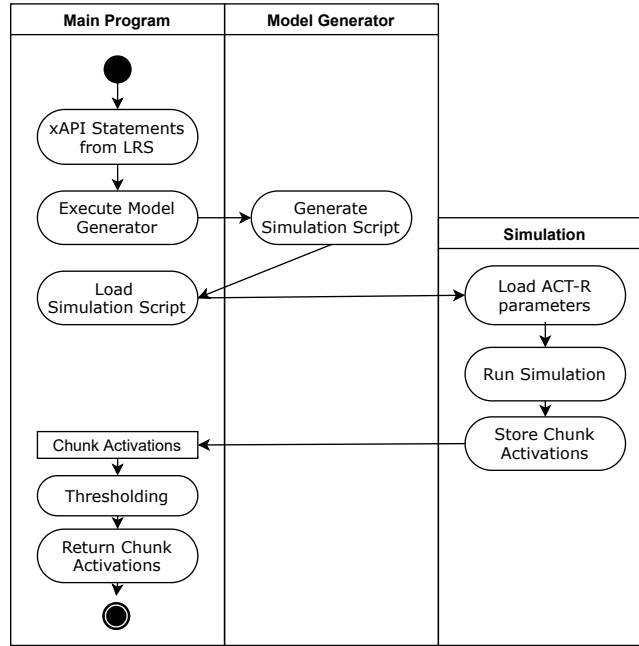 Main Program
Model Generator
xAPI Statements
from LRS
Execute Model
Generator
Generate
Simulation Script
Simulation
Load
Simulation Script
Load ACT-R
parameters
Run Simulation
Store Chunk
Activations
Chunk Activations
Thresholding
Return Chunk
Activations